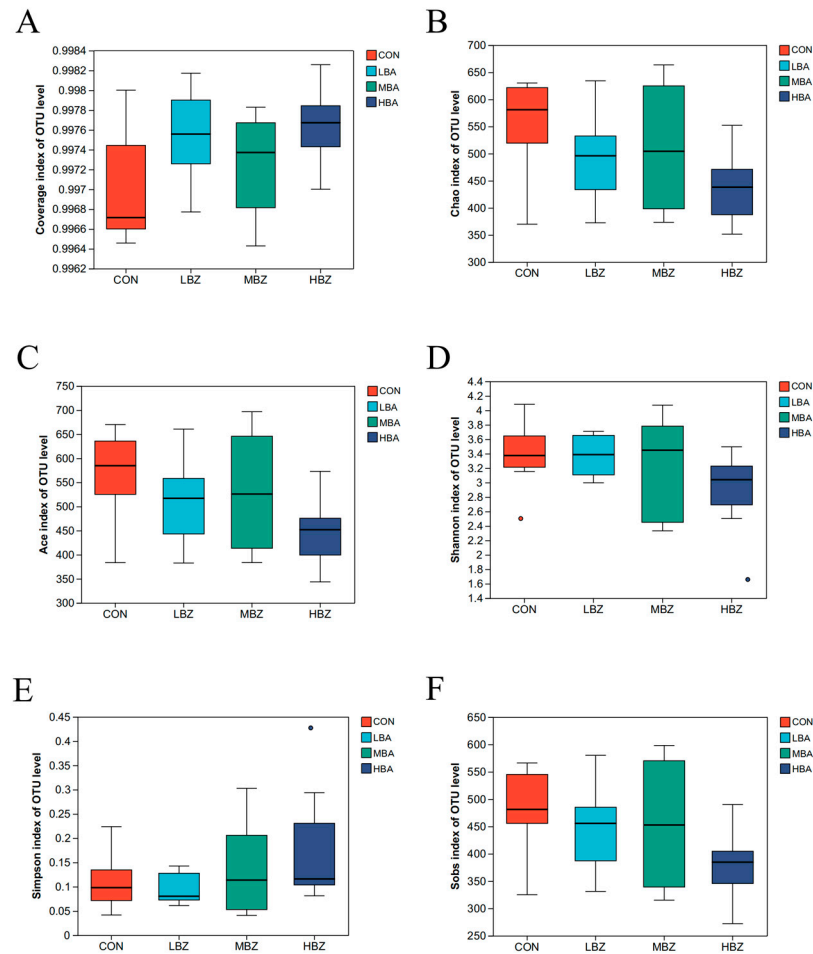 A
Coverage index of OTU level
0.9984
0.9982
0.998
0.9978
0.9976
0.9974
0.9972
0.997
0.9968
0.9966
0.9964
0.9962
CON
LBZ
MBZ
HBZ
CON
LBA
MBA
HBA
B
Chao index of OTU level
700
650
600
550
500
450
400
350
300
CON
LBZ
MBZ
HBZ
CON
LBA
MBA
HBA
C
Ace index of OTU level
750
700
650
600
550
500
450
400
350
300
CON
LBZ
MBZ
HBZ
CON
LBA
MBA
HBA
D
Shannon index of OTU level
4.4
4.2
4
3.8
3.6
3.4
3.2
3
2.8
2.6
2.4
2.2
2
1.8
1.6
1.4
CON
LBZ
MBZ
HBZ
CON
LBA
MBA
HBA
E
Simpson index of OTU level
0.45
0.4
0.35
0.3
0.25
0.2
0.15
0.1
0.05
0
CON
LBZ
MBZ
HBZ
CON
LBA
MBA
HBA
F
Sobs index of OTU level
650
600
550
500
450
400
350
300
250
CON
LBZ
MBZ
HBZ
CON
LBA
MBA
HBA